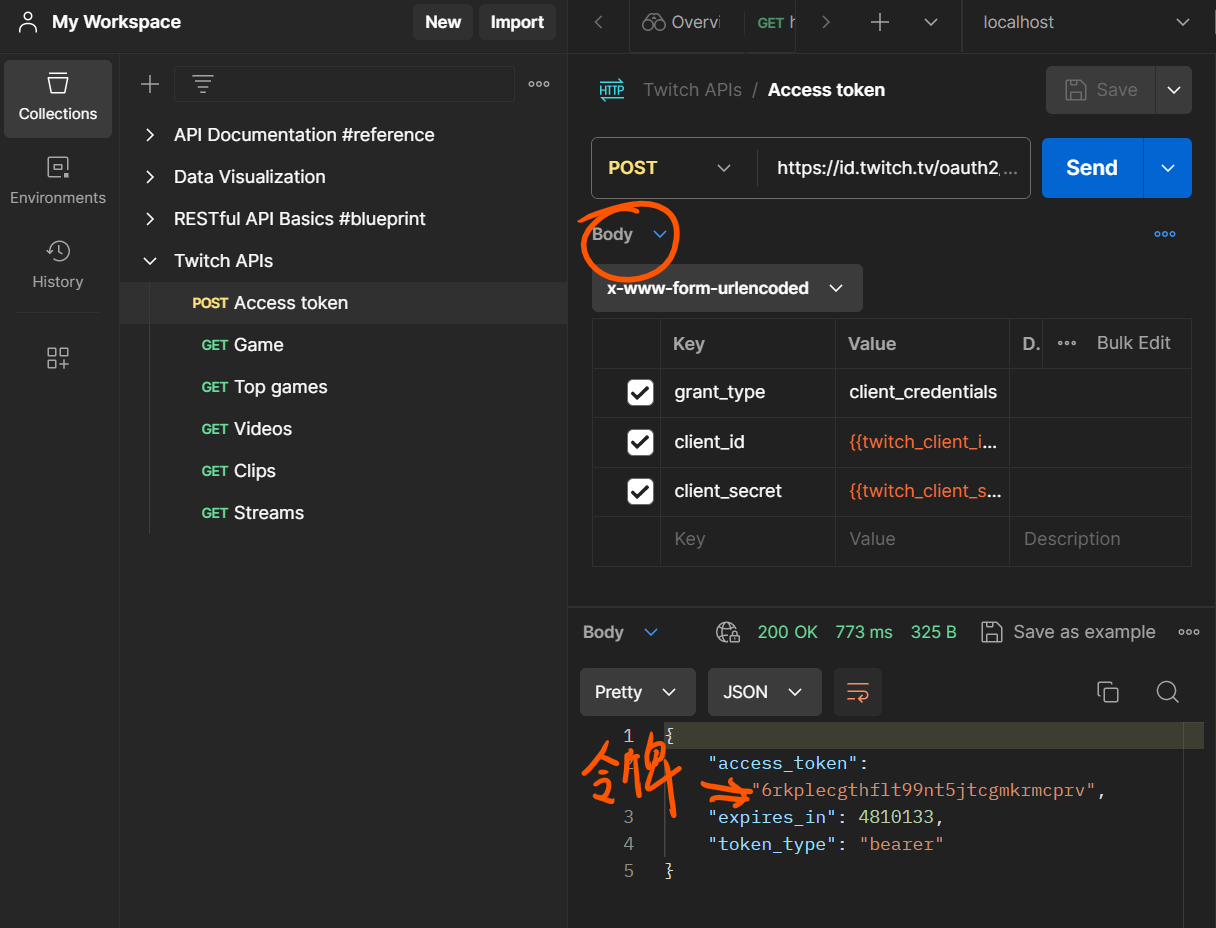 My Workspace
New
Import
Overvi
GET
localhost
Collections
Environments
History
API Documentation #reference
Data Visualization
RESTful API Basics #blueprint
Twitch APIs
POST Access token
GET Game
GET Top games
GET Videos
GET Clips
GET Streams
HTTP Twitch APIs / Access token
Save
POST
https://id.twitch.tv/oauth2/...
Send
Body
x-www-form-urlencoded
Key Value D. Bulk Edit
grant_type client_credentials
client_id {{twitch_client_i...
client_secret {{twitch_client_s...
Key Value Description
Body 200 OK 773 ms 325 B Save as example
Pretty JSON
1 {
2 "access_token":
令牌 "6rkplecgthflt99nt5jtcgmkrmcprv",
3 "expires_in": 4810133,
4 "token_type": "bearer"
5 }